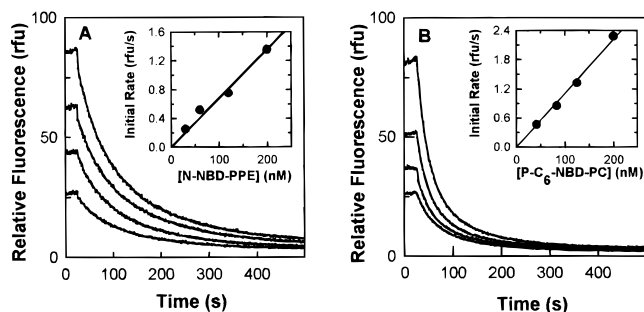 A
Relative Fluorescence (rfu)
100
50
0
0 100 200 300 400
Time (s)
Initial Rate (rfu/s)
1.6
1.2
0.8
0.4
0.0
0 100 200
[N-NBD-PPE] (nM)
B
Relative Fluorescence (rfu)
100
50
0
0 100 200 300 400
Time (s)
Initial Rate (rfu/s)
2.4
1.8
1.2
0.6
0.0
0 100 200
[P-C6-NBD-PC] (nM)